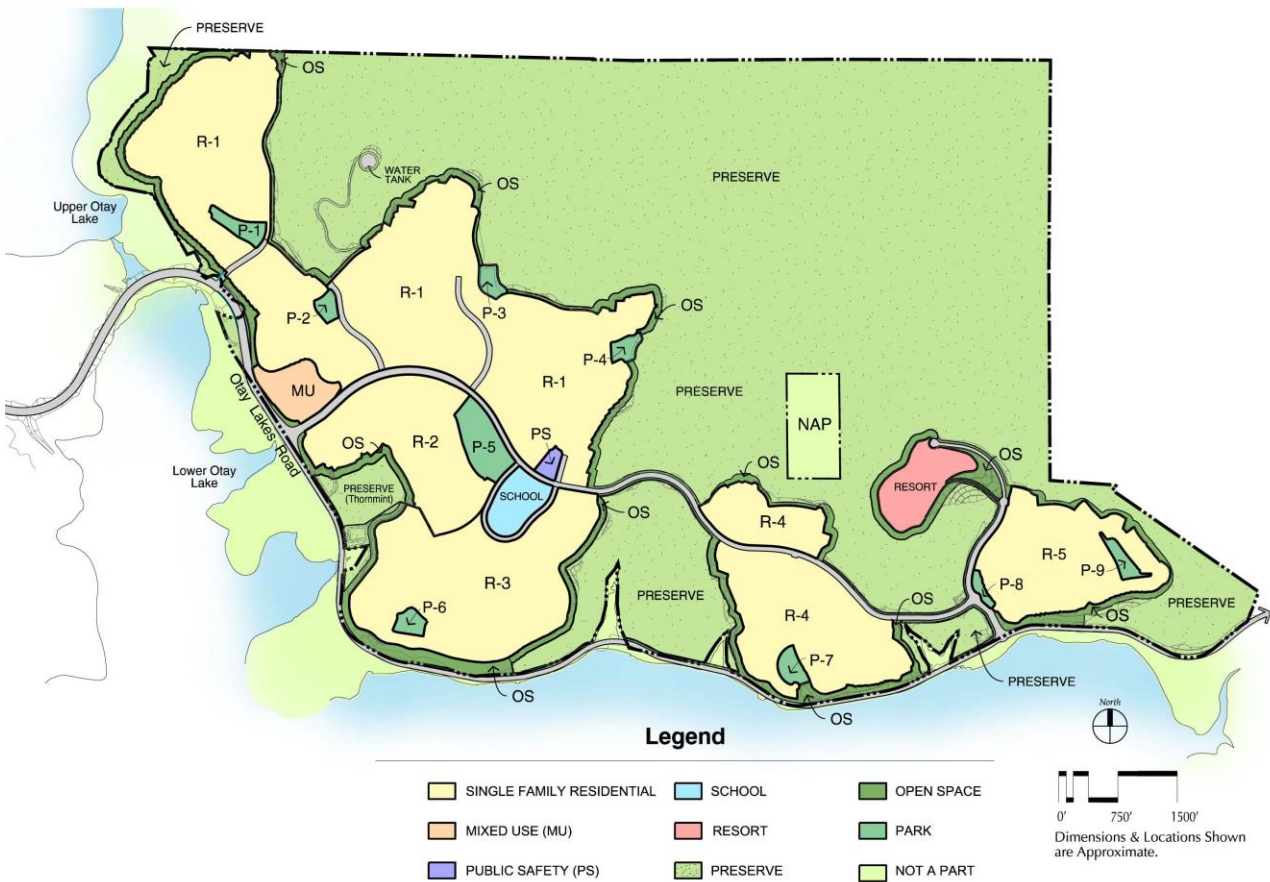 PRESERVE
OS
R-1
WATER
TANK
OS
PRESERVE
Upper Otay
Lake
P-1
R-1
P-2
P-3
OS
P-4
R-1
MU
Otay Lakes Road
PRESERVE
NAP
OS
R-2
P-5
PS
OS
OS
RESORT
Lower Otay
Lake
PRESERVE
(Thornmint)
SCHOOL
OS
R-4
R-5
P-9
R-3
P-8
PRESERVE
PRESERVE
OS
OS
P-6
R-4
P-7
PRESERVE
OS
OS
North
Legend
SINGLE FAMILY RESIDENTIAL
SCHOOL
OPEN SPACE
MIXED USE (MU)
RESORT
PARK
PUBLIC SAFETY (PS)
PRESERVE
NOT A PART
0'
750'
1500'
Dimensions & Locations Shown
are Approximate.